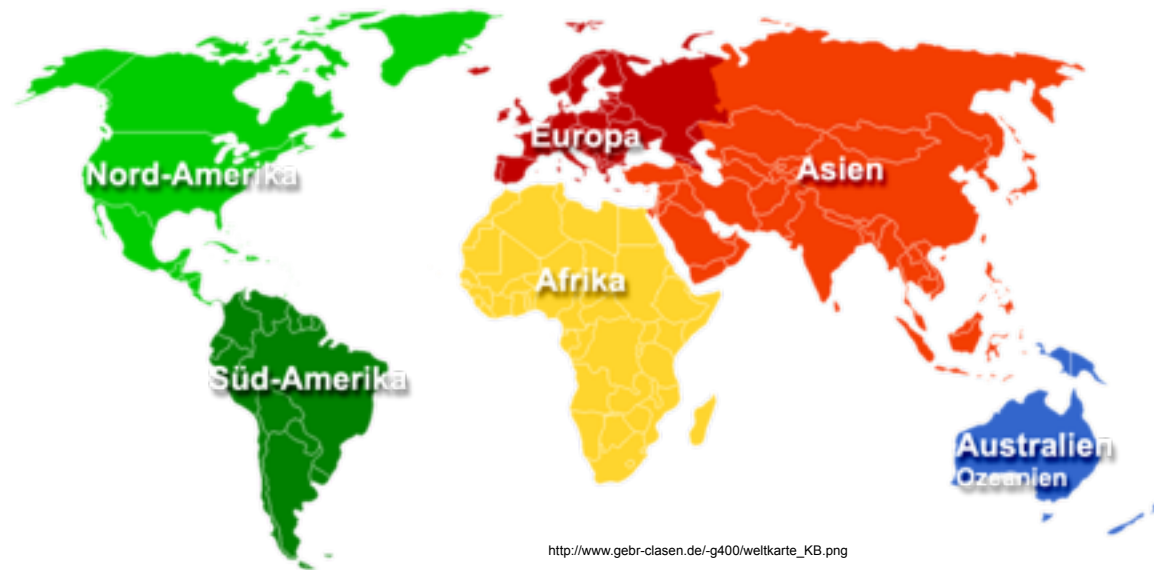 Europa
Nord-Amerika
Asien
Afrika
Süd-Amerika
Australien
Ozeanien
http://www.gebr-clasen.de/-g400/weltkarte_KB.png